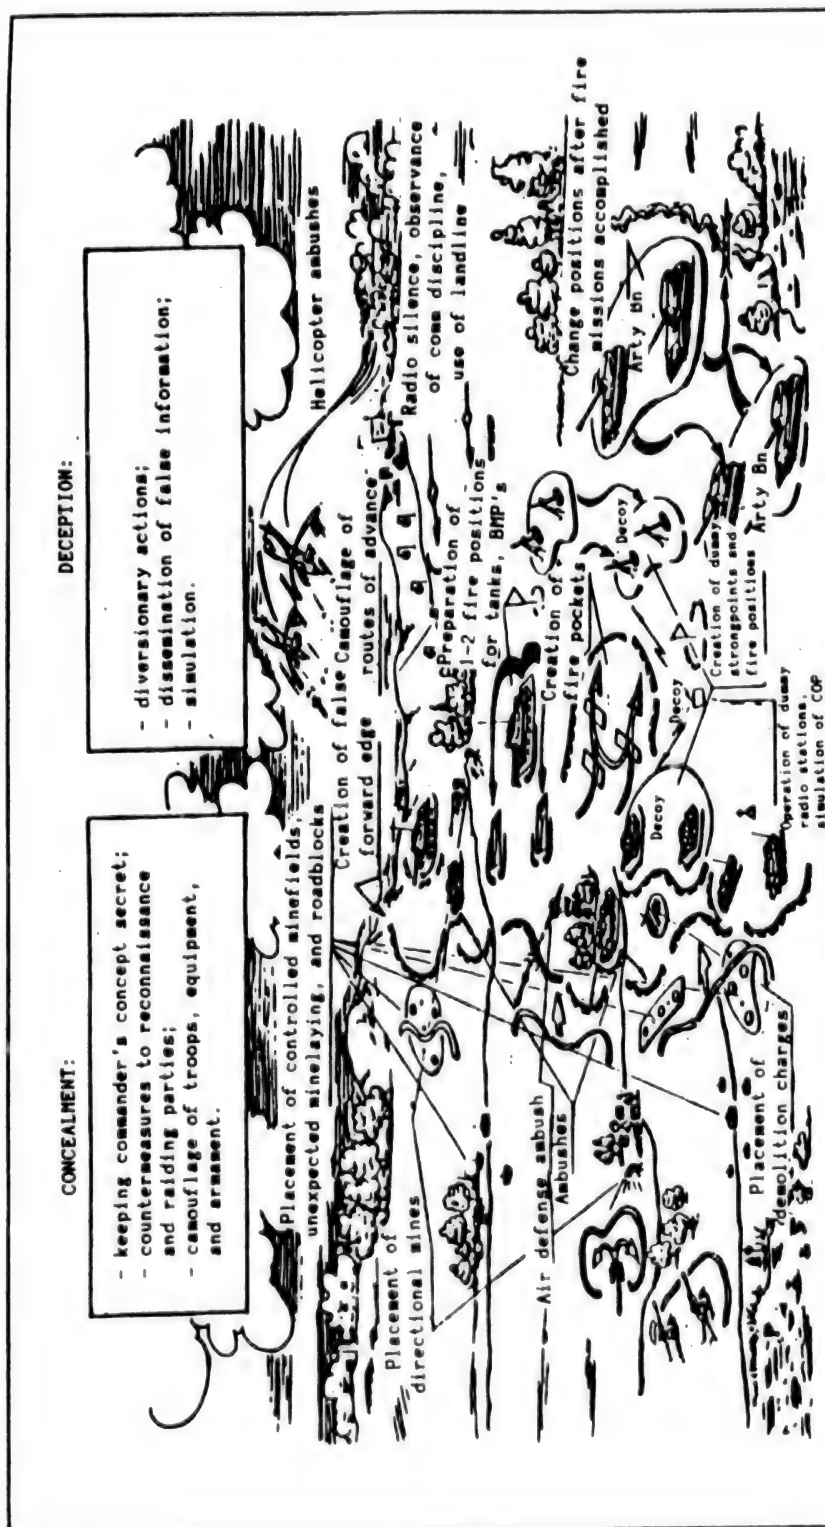 CONCEALMENT:
- keeping commander's concept secret;
- countermeasures to reconnaissance
and raiding parties;
- camouflage of troops, equipment,
and armament.
DECEPTION:
- diversionary actions;
- dissemination of false information;
- simulation.
Placement of controlled minefields,
unexpected minelaying, and roadblocks
Helicopter ambushes
Creation of false
forward edge
Camouflage of
routes of advance
Radio silence, observance
of comm discipline,
use of landline
Placement of
directional mines
Preparation of
1-2 fire positions
for tanks, BMP's
Air defense ambush
Ambushes
Creation of
fire pockets
Change positions after fire
missions accomplished
Arty Bn
Decoy
Decoy
Decoy
Creation of dummy
strongpoints and
fire positions
Arty Bn
Placement of
demolition charges
Operation of dummy
radio stations,
simulation of COP